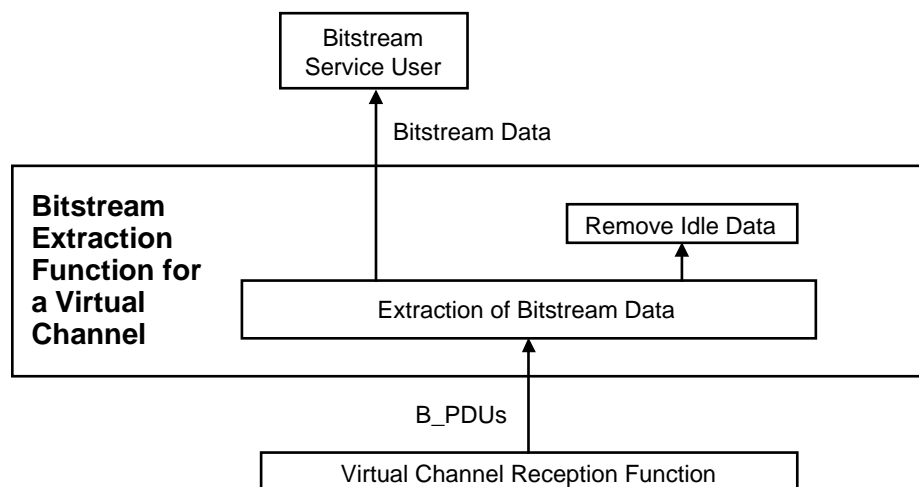 Bitstream
Service User
Bitstream Data
Bitstream
Extraction
Function for
a Virtual
Channel
Remove Idle Data
Extraction of Bitstream Data
B_PDUs
Virtual Channel Reception Function